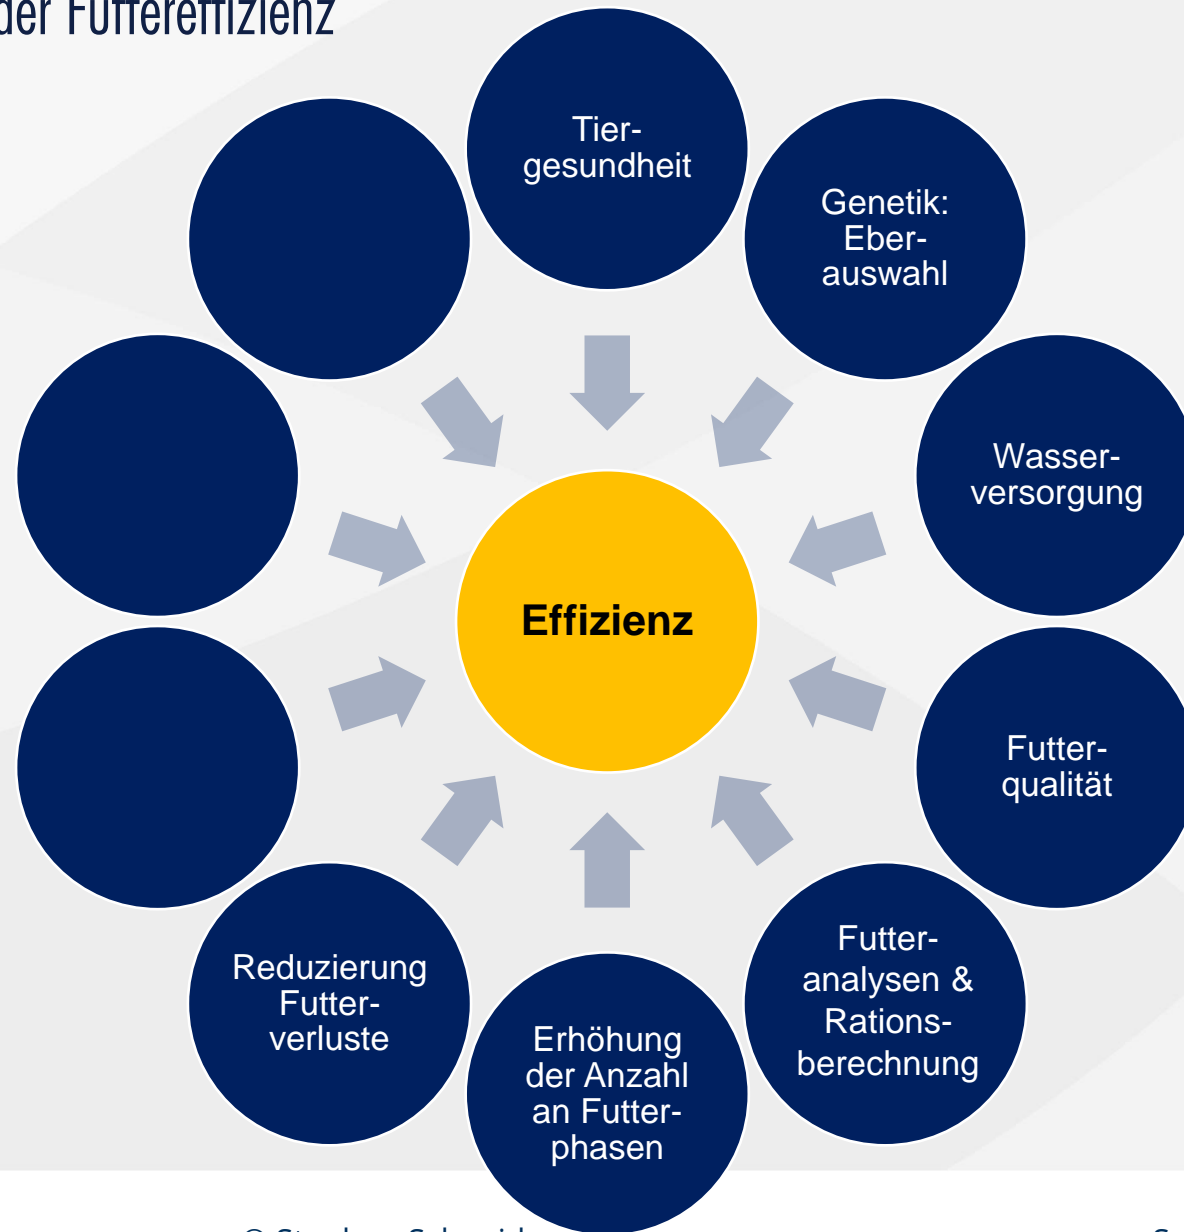 der Futtereffizienz
Tier-
gesundheit
Genetik:
Eber-
auswahl
Wasser-
versorgung
Futter-
qualität
Futter-
analysen &
Rations-
berechnung
Erhöhung
der Anzahl
an Futter-
phasen
Reduzierung
Futter-
verluste
Effizienz